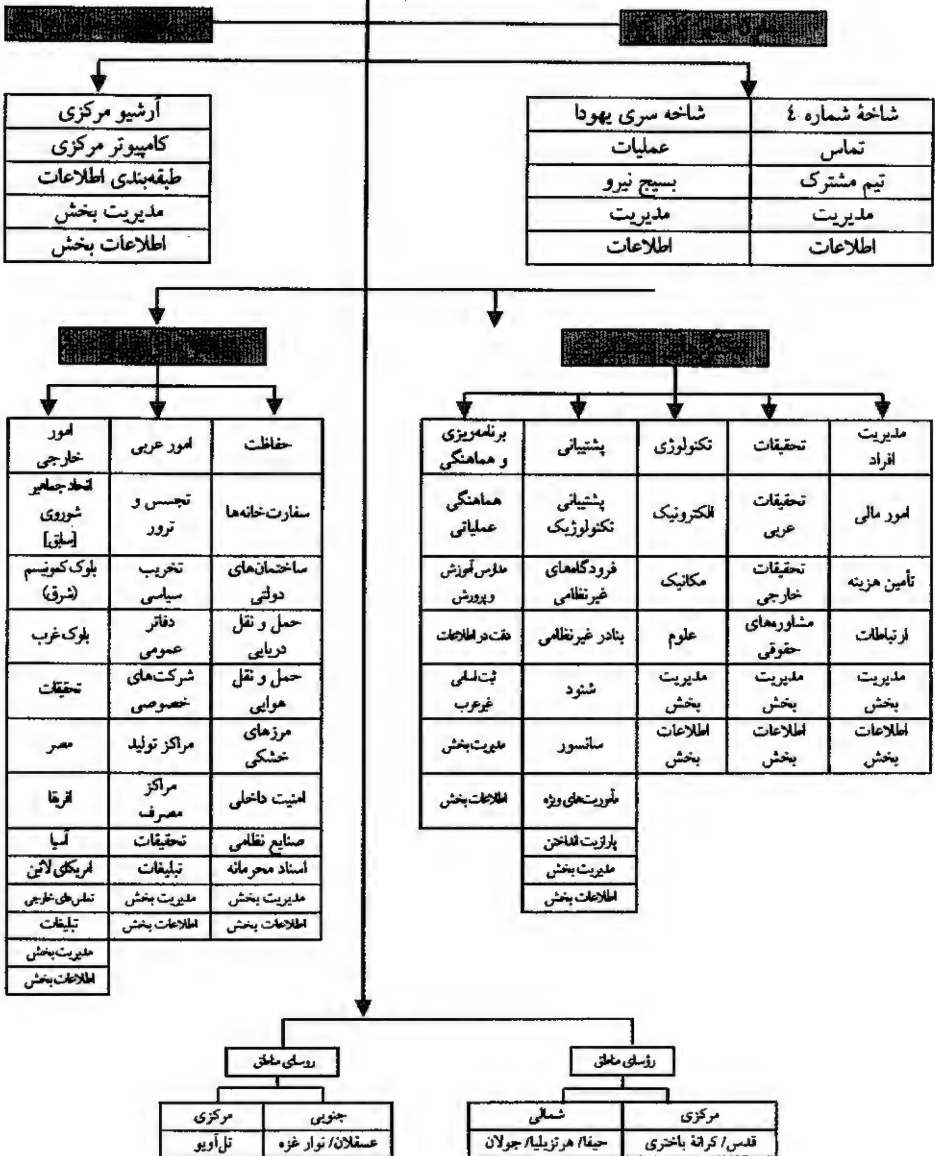 شاخهٔ شماره ٤
تماس
تیم مشترک
مدیریت
اطلاعات
شاخه سری یهودا
عملیات
بسیج نیرو
مدیریت
اطلاعات
آرشیو مرکزی
کامپیوتر مرکزی
طبقه‌بندی اطلاعات
مدیریت بخش
اطلاعات بخش
مدیریت
افراد
امور مالی
تأمین هزینه
ارتباطات
مدیریت
بخش
اطلاعات
بخش
تحقیقات
تحقیقات
عربی
تحقیقات
خارجی
مشاوره‌های
حقوقی
مدیریت
بخش
اطلاعات
بخش
تکنولوژی
الکترونیک
مکانیک
علوم
مدیریت
بخش
اطلاعات
بخش
پشتیبانی
پشتیبانی
تکنولوژیک
فرودگاههای
غیرنظامی
بنادر غیرنظامی
شنود
سانسور
مأموریت‌های ویژه
پارازیت انداختن
مدیریت بخش
اطلاعات بخش
برنامه‌ریزی
و هماهنگی
هماهنگی
عملیاتی
مدارس آموزش
و پرورش
دقت در اطلاعات
ثبت اسامی
غیرعرب
مدیریت بخش
اطلاعات بخش
حفاظت
سفارت‌خانه‌ها
ساختمان‌های
دولتی
حمل و نقل
دریایی
حمل و نقل
هوایی
مرزهای
خشکی
امنیت داخلی
صنایع نظامی
اسناد محرمانه
مدیریت بخش
اطلاعات بخش
امور عربی
تجسس و
ترور
تخریب
سیاسی
دفاتر
عمومی
شرکت‌های
خصوصی
مراکز تولید
مراکز
مصرف
تحقیقات
تبلیغات
مدیریت بخش
اطلاعات بخش
امور
خارجی
اتحاد جماهیر
شوروی
[سابق]
بلوک کمونیسم
(شرق)
بلوک غرب
تحقیقات
مصر
افریقا
آسیا
امریکای لاتین
تماس‌های خارجی
تبلیغات
مدیریت بخش
اطلاعات بخش
رؤسای مناطق
مرکزی
قدس/ کرانهٔ باختری
شمالی
حیفا/ هرتزیلیا/ جولان
روسای مناطق
جنوبی
عسقلان/ نوار غزه
مرکزی
تل‌آویو